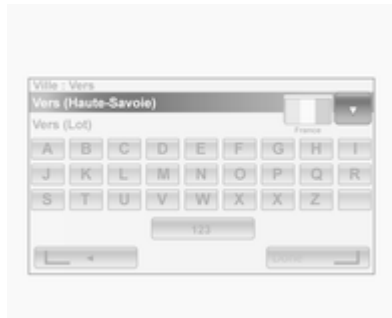 Ville : Vers
Vers (Haute-Savoie)
Vers (Lot)
France
A B C D E F G H I
J K L M N O P Q R
S T U V W X X Z
123